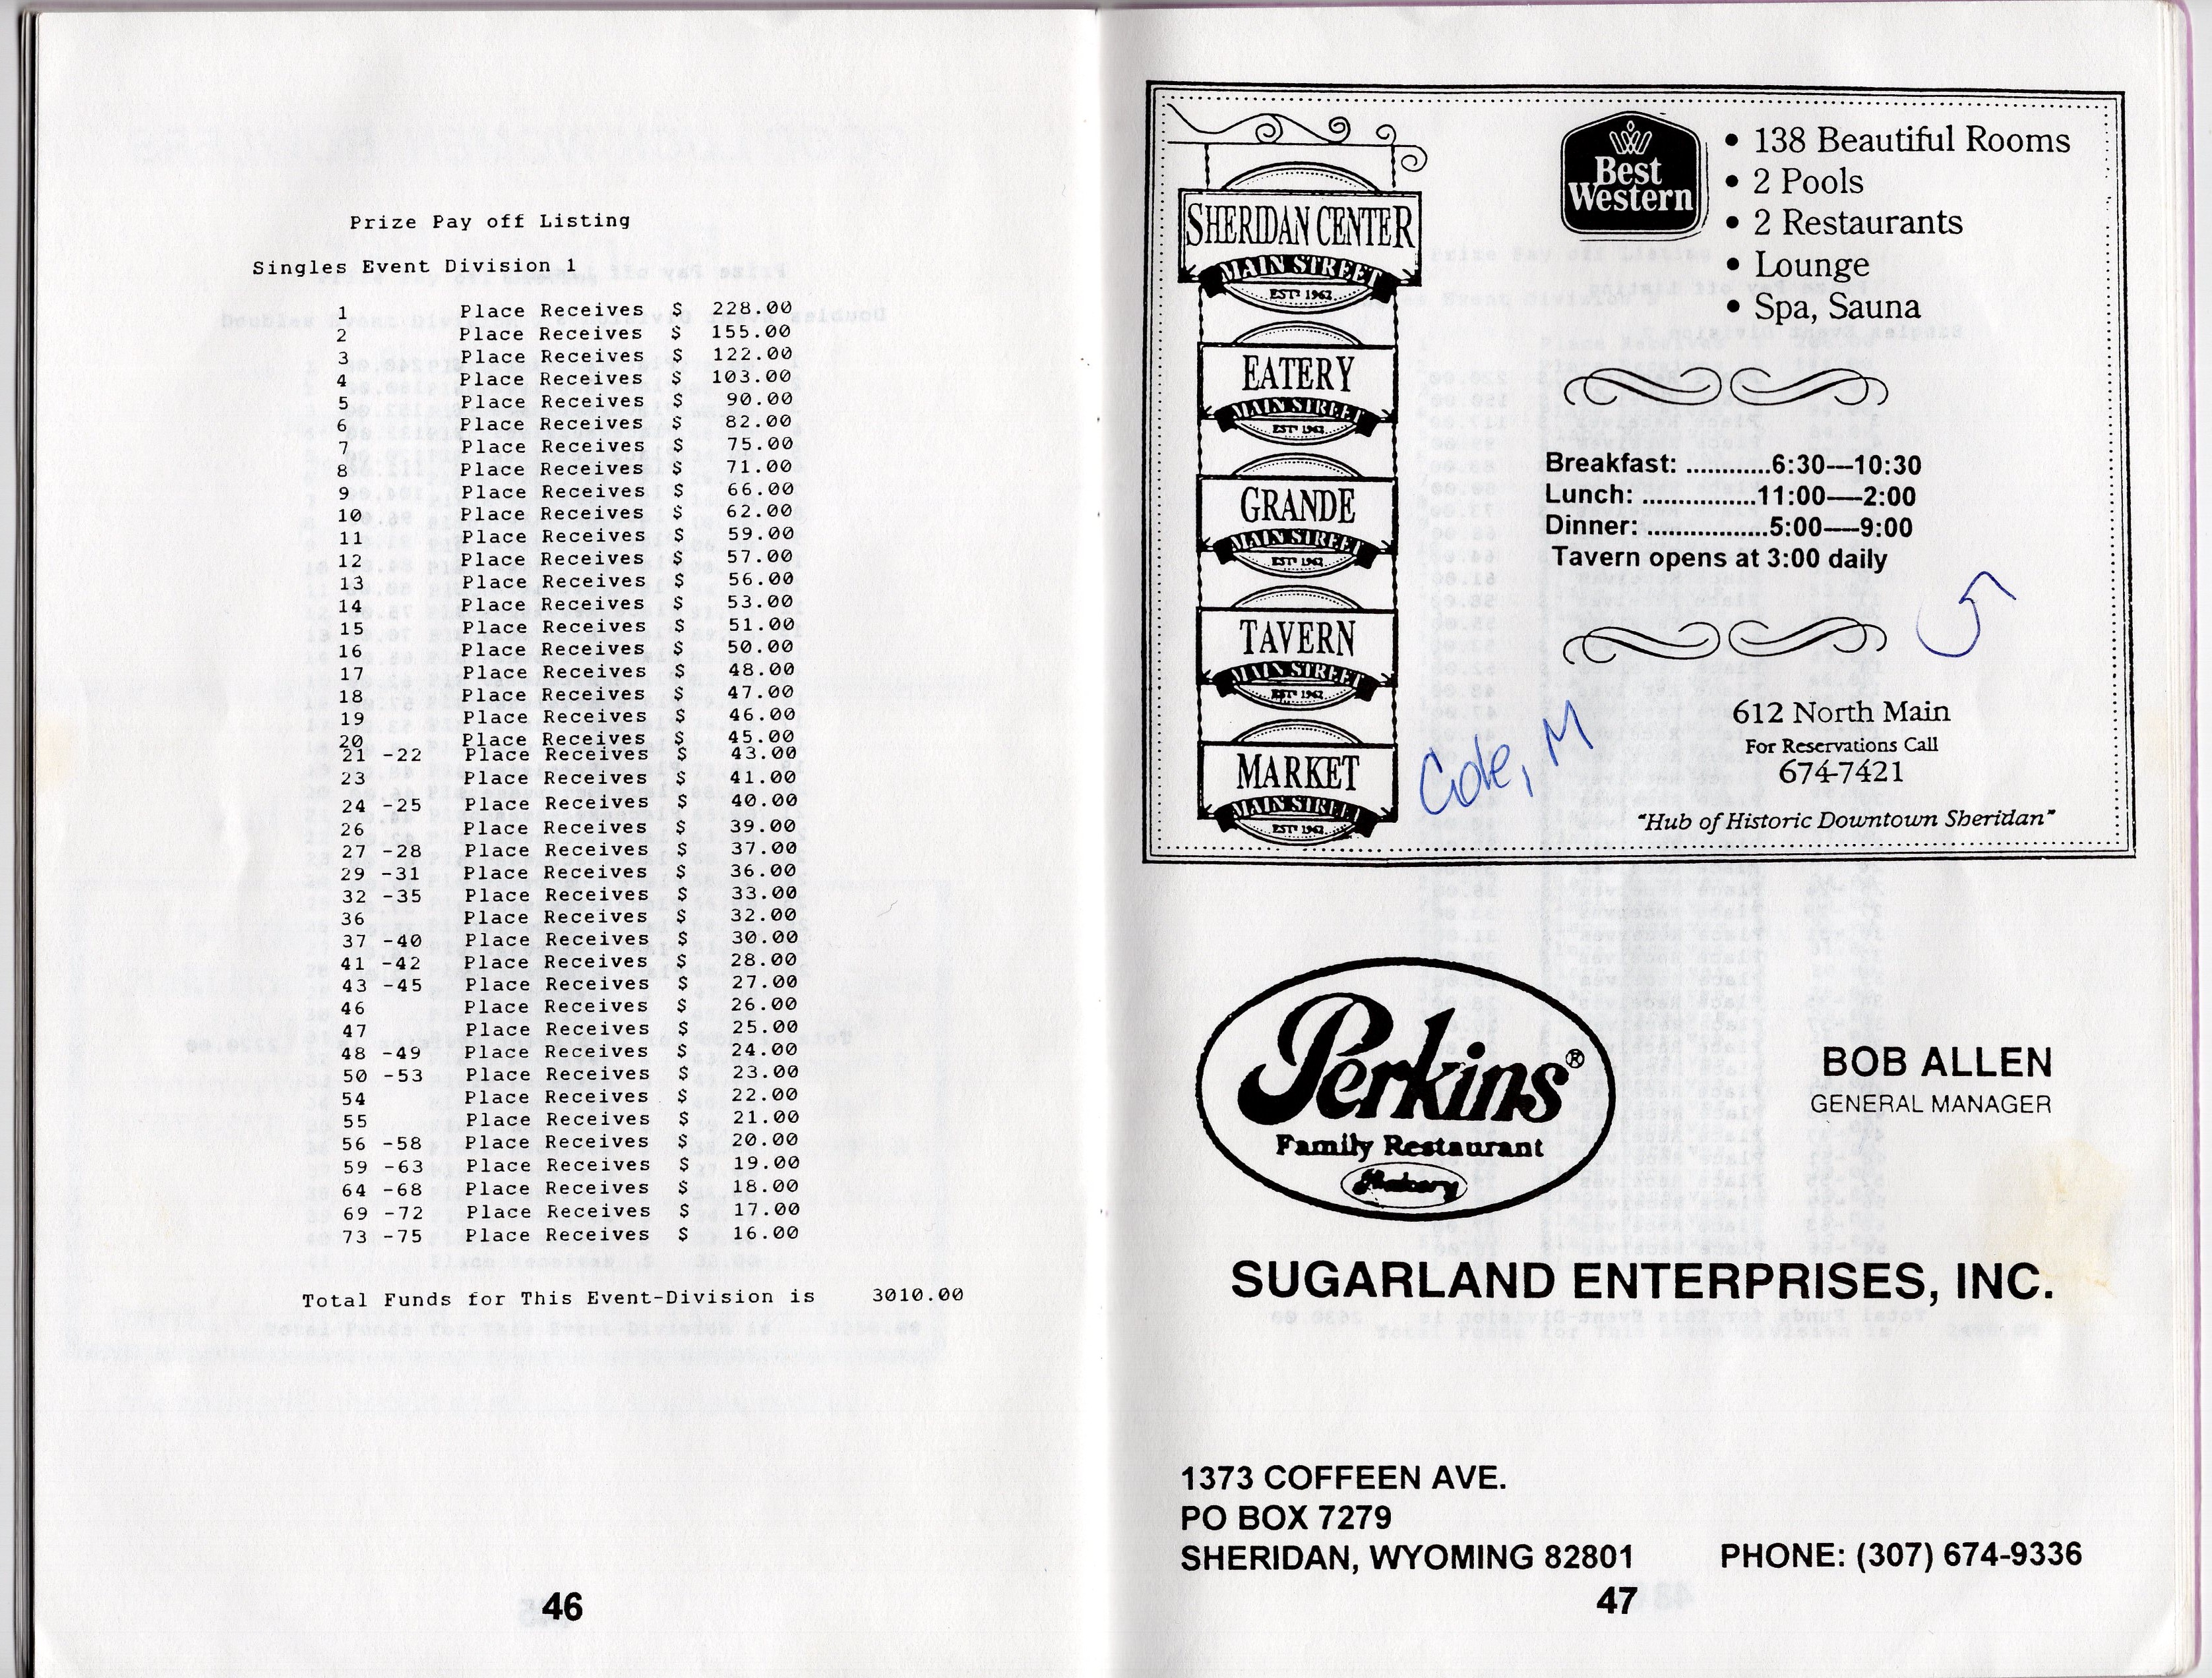 Prize Pay off Listing
Singles Event Division 1
1 Place Receives $ 228.00
2 Place Receives $ 155.00
3 Place Receives $ 122.00
4 Place Receives $ 103.00
5 Place Receives $ 90.00
6 Place Receives $ 82.00
7 Place Receives $ 75.00
8 Place Receives $ 71.00
9 Place Receives $ 66.00
10 Place Receives $ 62.00
11 Place Receives $ 59.00
12 Place Receives $ 57.00
13 Place Receives $ 56.00
14 Place Receives $ 53.00
15 Place Receives $ 51.00
16 Place Receives $ 50.00
17 Place Receives $ 48.00
18 Place Receives $ 47.00
19 Place Receives $ 46.00
20 Place Receives $ 45.00
21 -22 Place Receives $ 43.00
23 Place Receives $ 41.00
24 -25 Place Receives $ 40.00
26 Place Receives $ 39.00
27 -28 Place Receives $ 37.00
29 -31 Place Receives $ 36.00
32 -35 Place Receives $ 33.00
36 Place Receives $ 32.00
37 -40 Place Receives $ 30.00
41 -42 Place Receives $ 28.00
43 -45 Place Receives $ 27.00
46 Place Receives $ 26.00
47 Place Receives $ 25.00
48 -49 Place Receives $ 24.00
50 -53 Place Receives $ 23.00
54 Place Receives $ 22.00
55 Place Receives $ 21.00
56 -58 Place Receives $ 20.00
59 -63 Place Receives $ 19.00
64 -68 Place Receives $ 18.00
69 -72 Place Receives $ 17.00
73 -75 Place Receives $ 16.00
Total Funds for This Event-Division is 3010.00
46
SHERIDAN CENTER
MAIN STREET
EST 1962
EATERY
MAIN STREET
EST 1962
GRANDE
MAIN STREET
EST 1962
TAVERN
MAIN STREET
EST 1962
MARKET
MAIN STREET
EST 1962
Best
Western
• 138 Beautiful Rooms
• 2 Pools
• 2 Restaurants
• Lounge
• Spa, Sauna
Breakfast: ............6:30---10:30
Lunch: ................11:00----2:00
Dinner: .................5:00----9:00
Tavern opens at 3:00 daily
Cole, M
612 North Main
For Reservations Call
674-7421
"Hub of Historic Downtown Sheridan"
Perkins®
Family Restaurant
Bakery
BOB ALLEN
GENERAL MANAGER
SUGARLAND ENTERPRISES, INC.
1373 COFFEEN AVE.
PO BOX 7279
SHERIDAN, WYOMING 82801 PHONE: (307) 674-9336
47